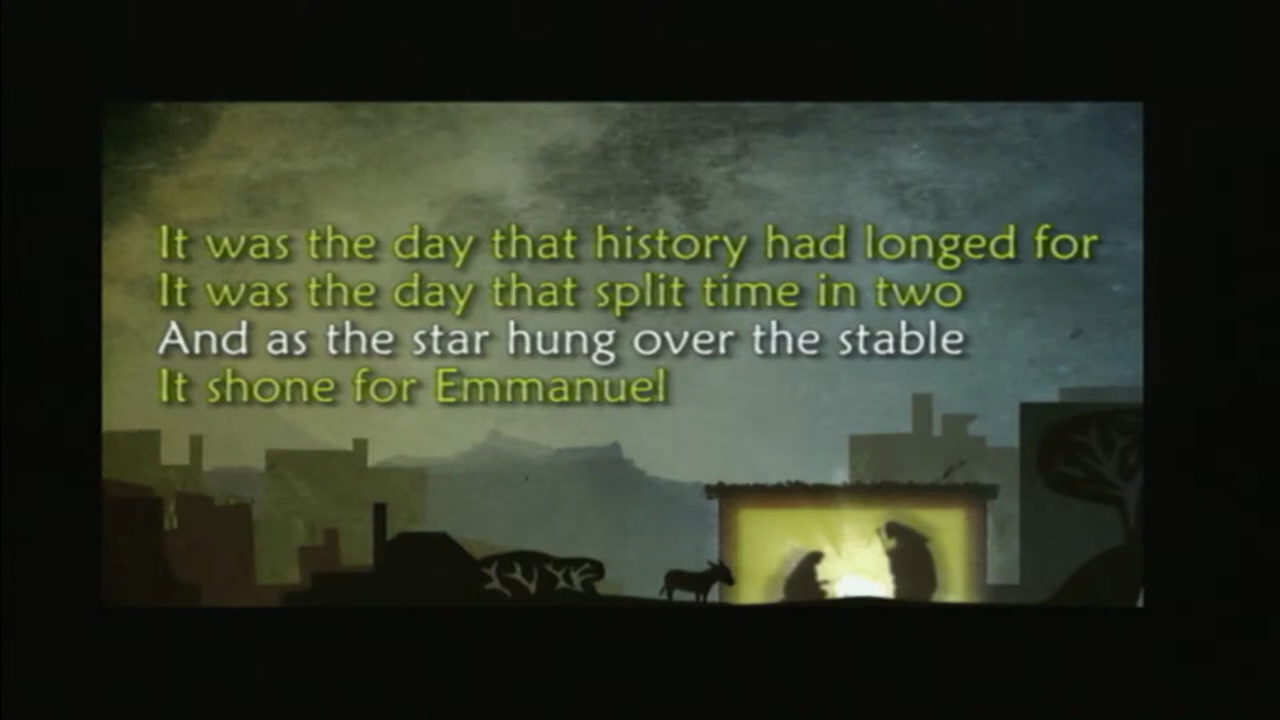 It was the day that history had longed for
It was the day that split time in two
And as the star hung over the stable
It shone for Emmanuel